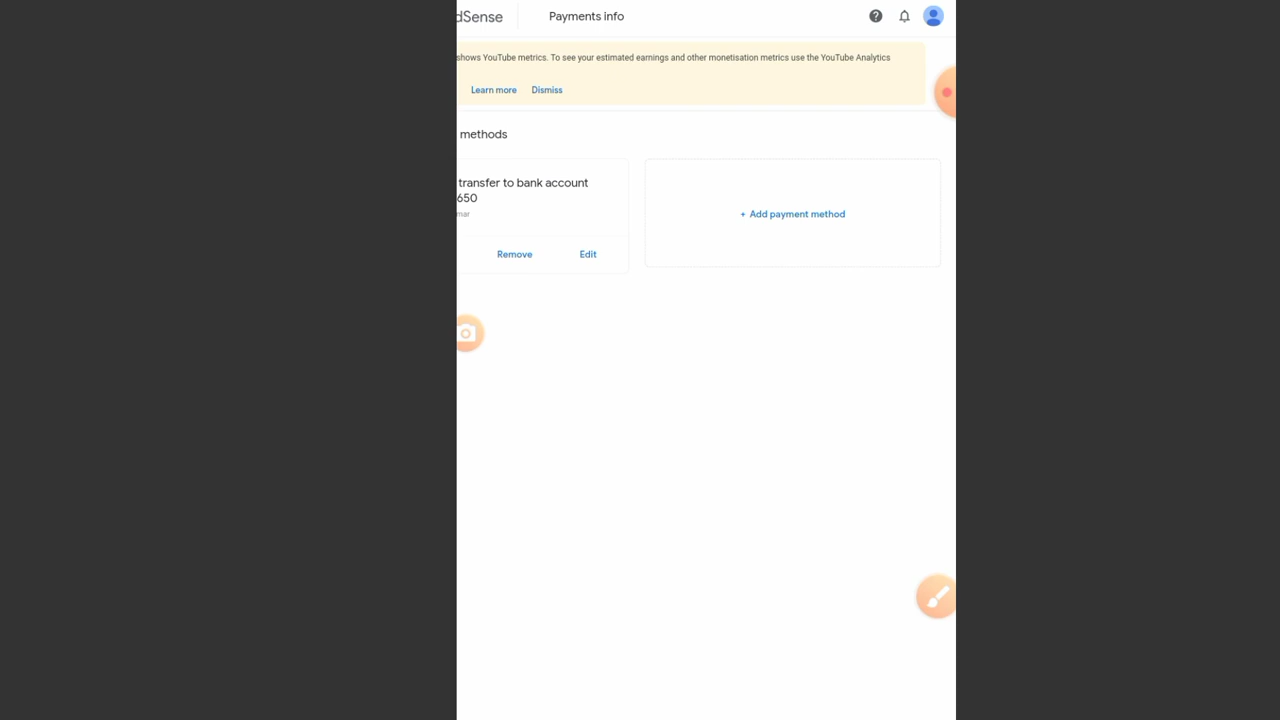 dSense
Payments info
shows YouTube metrics. To see your estimated earnings and other monetisation metrics use the YouTube Analytics
Learn more
Dismiss
methods
transfer to bank account
650
mar
+ Add payment method
Remove
Edit